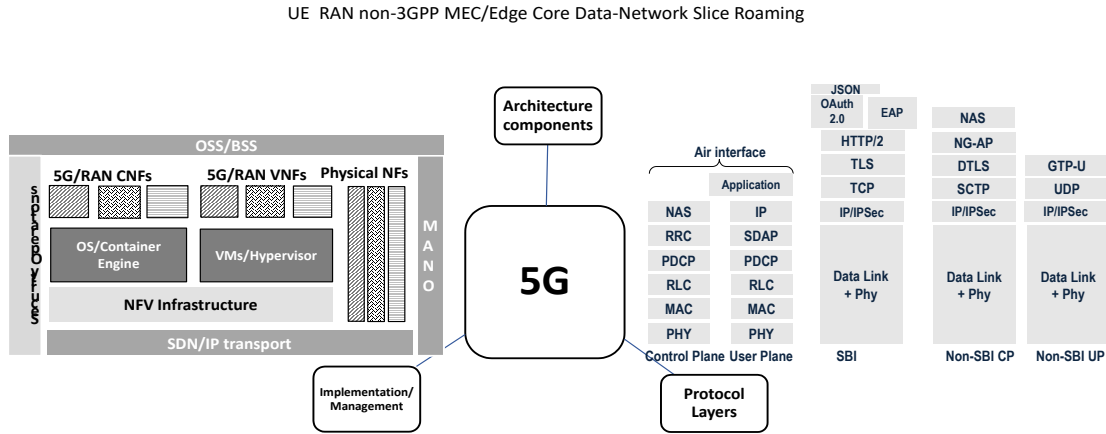 UE RAN non-3GPP MEC/Edge Core Data-Network Slice Roaming
Architecture
components
OSS/BSS
Security Operations
5G/RAN CNFs
5G/RAN VNFs
Physical NFs
OS/Container
Engine
VMs/Hypervisor
NFV Infrastructure
SDN/IP transport
MANO
5G
Implementation/
Management
Protocol
Layers
Air interface
NAS
RRC
PDCP
RLC
MAC
PHY
Control Plane
Application
IP
SDAP
PDCP
RLC
MAC
PHY
User Plane
JSON
OAuth
2.0
EAP
HTTP/2
TLS
TCP
IP/IPSec
Data Link
+ Phy
SBI
NAS
NG-AP
DTLS
SCTP
IP/IPSec
Data Link
+ Phy
Non-SBI CP
GTP-U
UDP
IP/IPSec
Data Link
+ Phy
Non-SBI UP